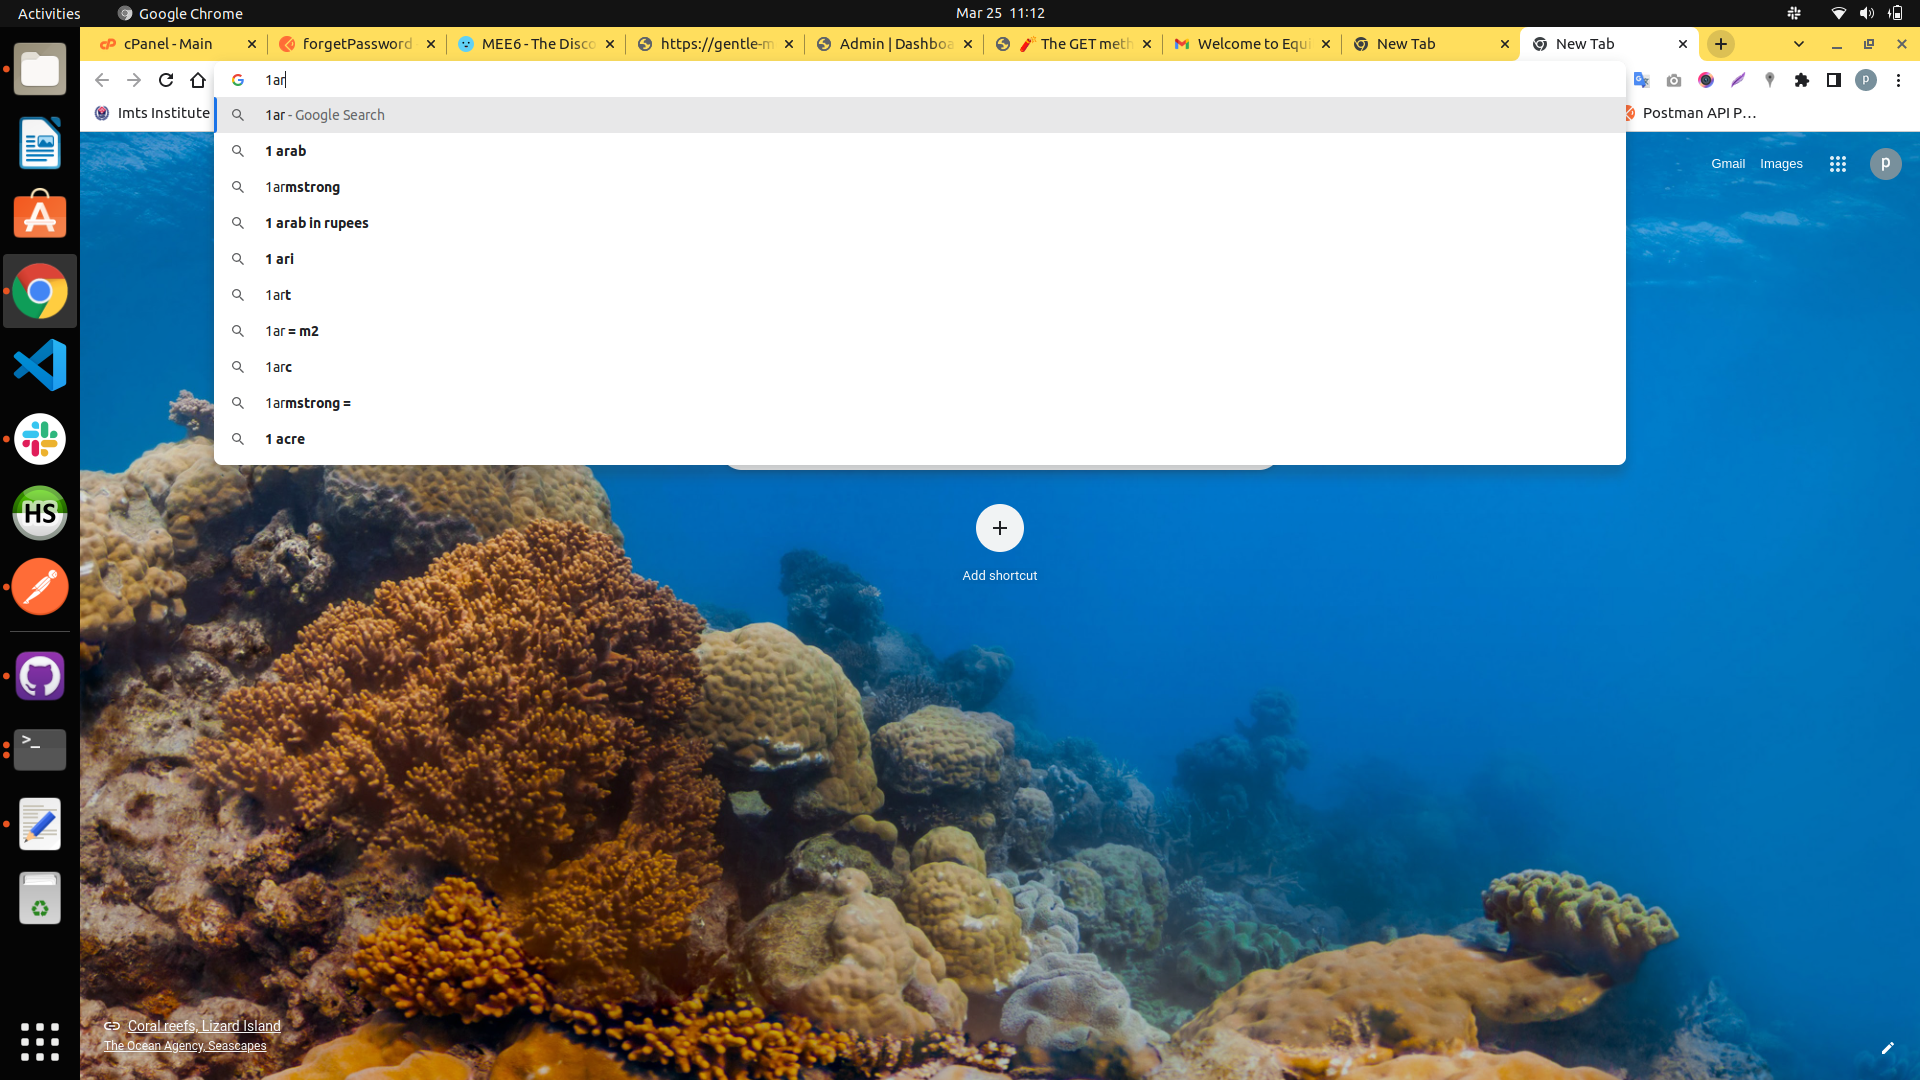 Activities
Google Chrome
Mar 25 11:12
cPanel - Main
forgetPassword
MEE6 - The Disco
https://gentle-m
Admin | Dashboa
The GET meth
Welcome to Equi
New Tab
New Tab
1ar
p
Imts Institute
Postman API P…
1ar - Google Search
1 arab
1armstrong
1 arab in rupees
1 ari
1art
1ar = m2
1arc
1armstrong =
1 acre
Gmail
Images
p
Add shortcut
HS
>_
Coral reefs, Lizard Island
The Ocean Agency, Seascapes